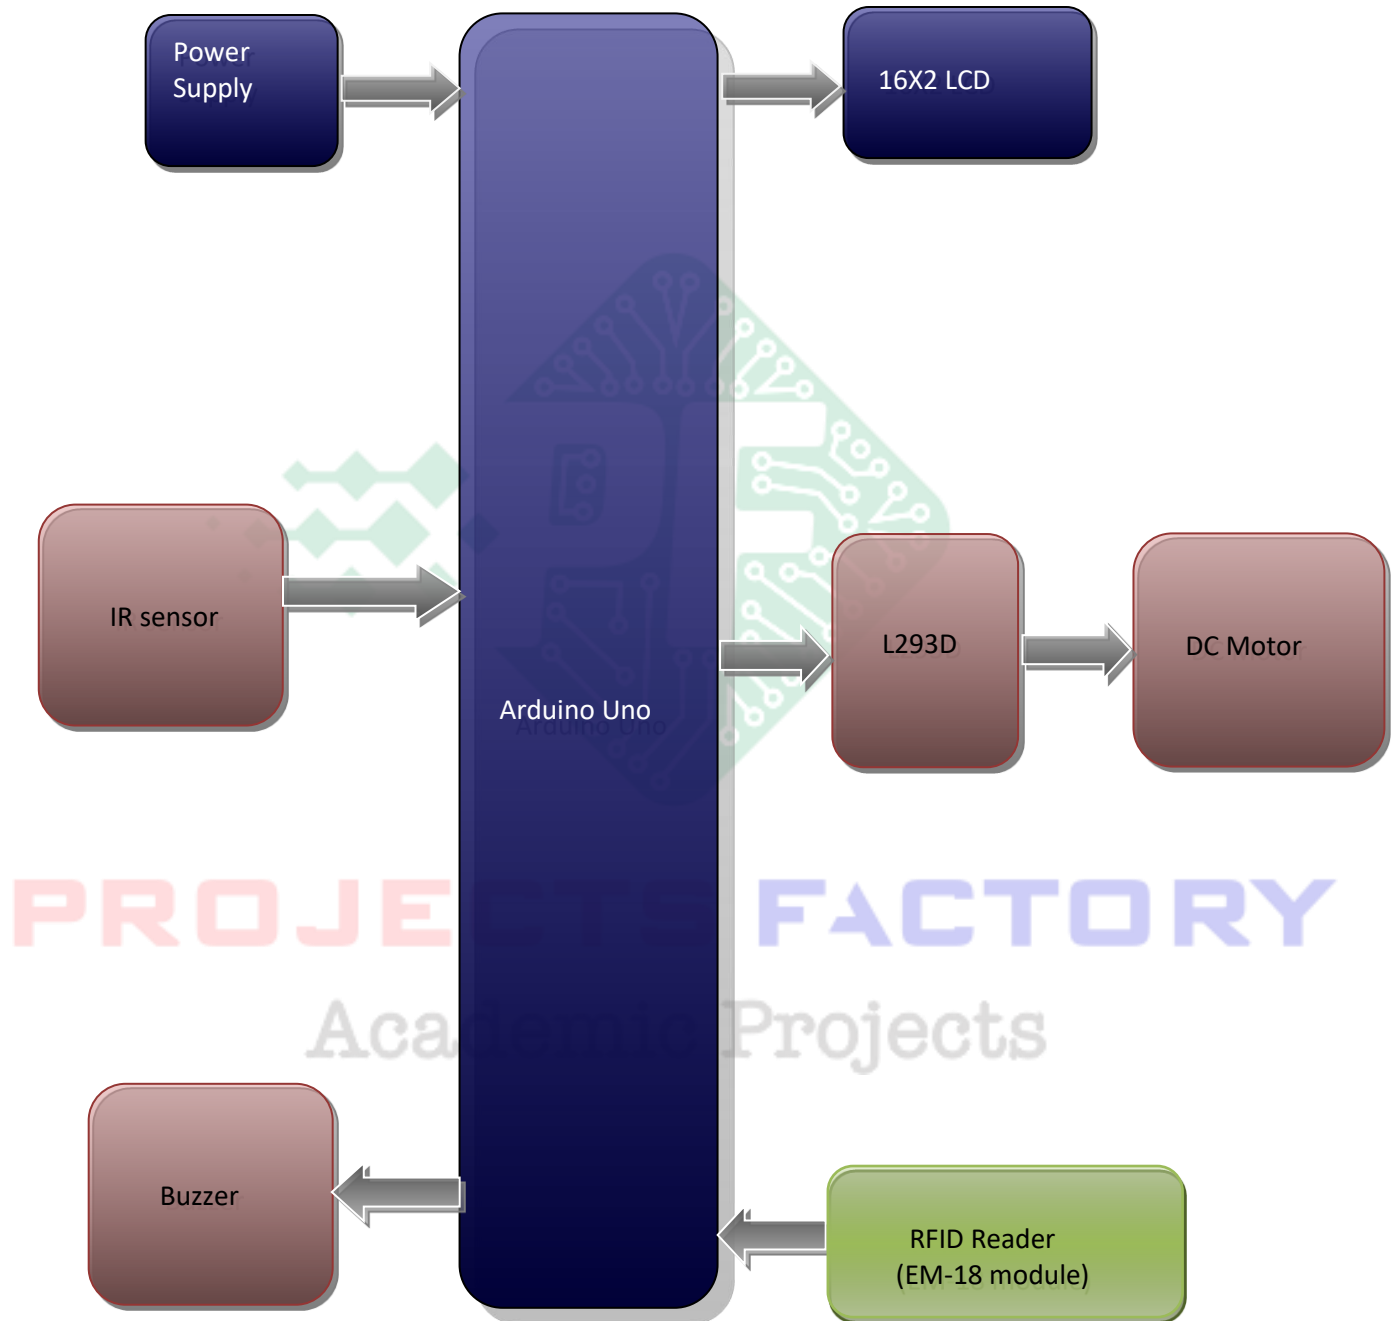 Power
Supply
16X2 LCD
IR sensor
L293D
DC Motor
Arduino Uno
PROJECTS FACTORY
Academic Projects
Buzzer
RFID Reader
(EM-18 module)